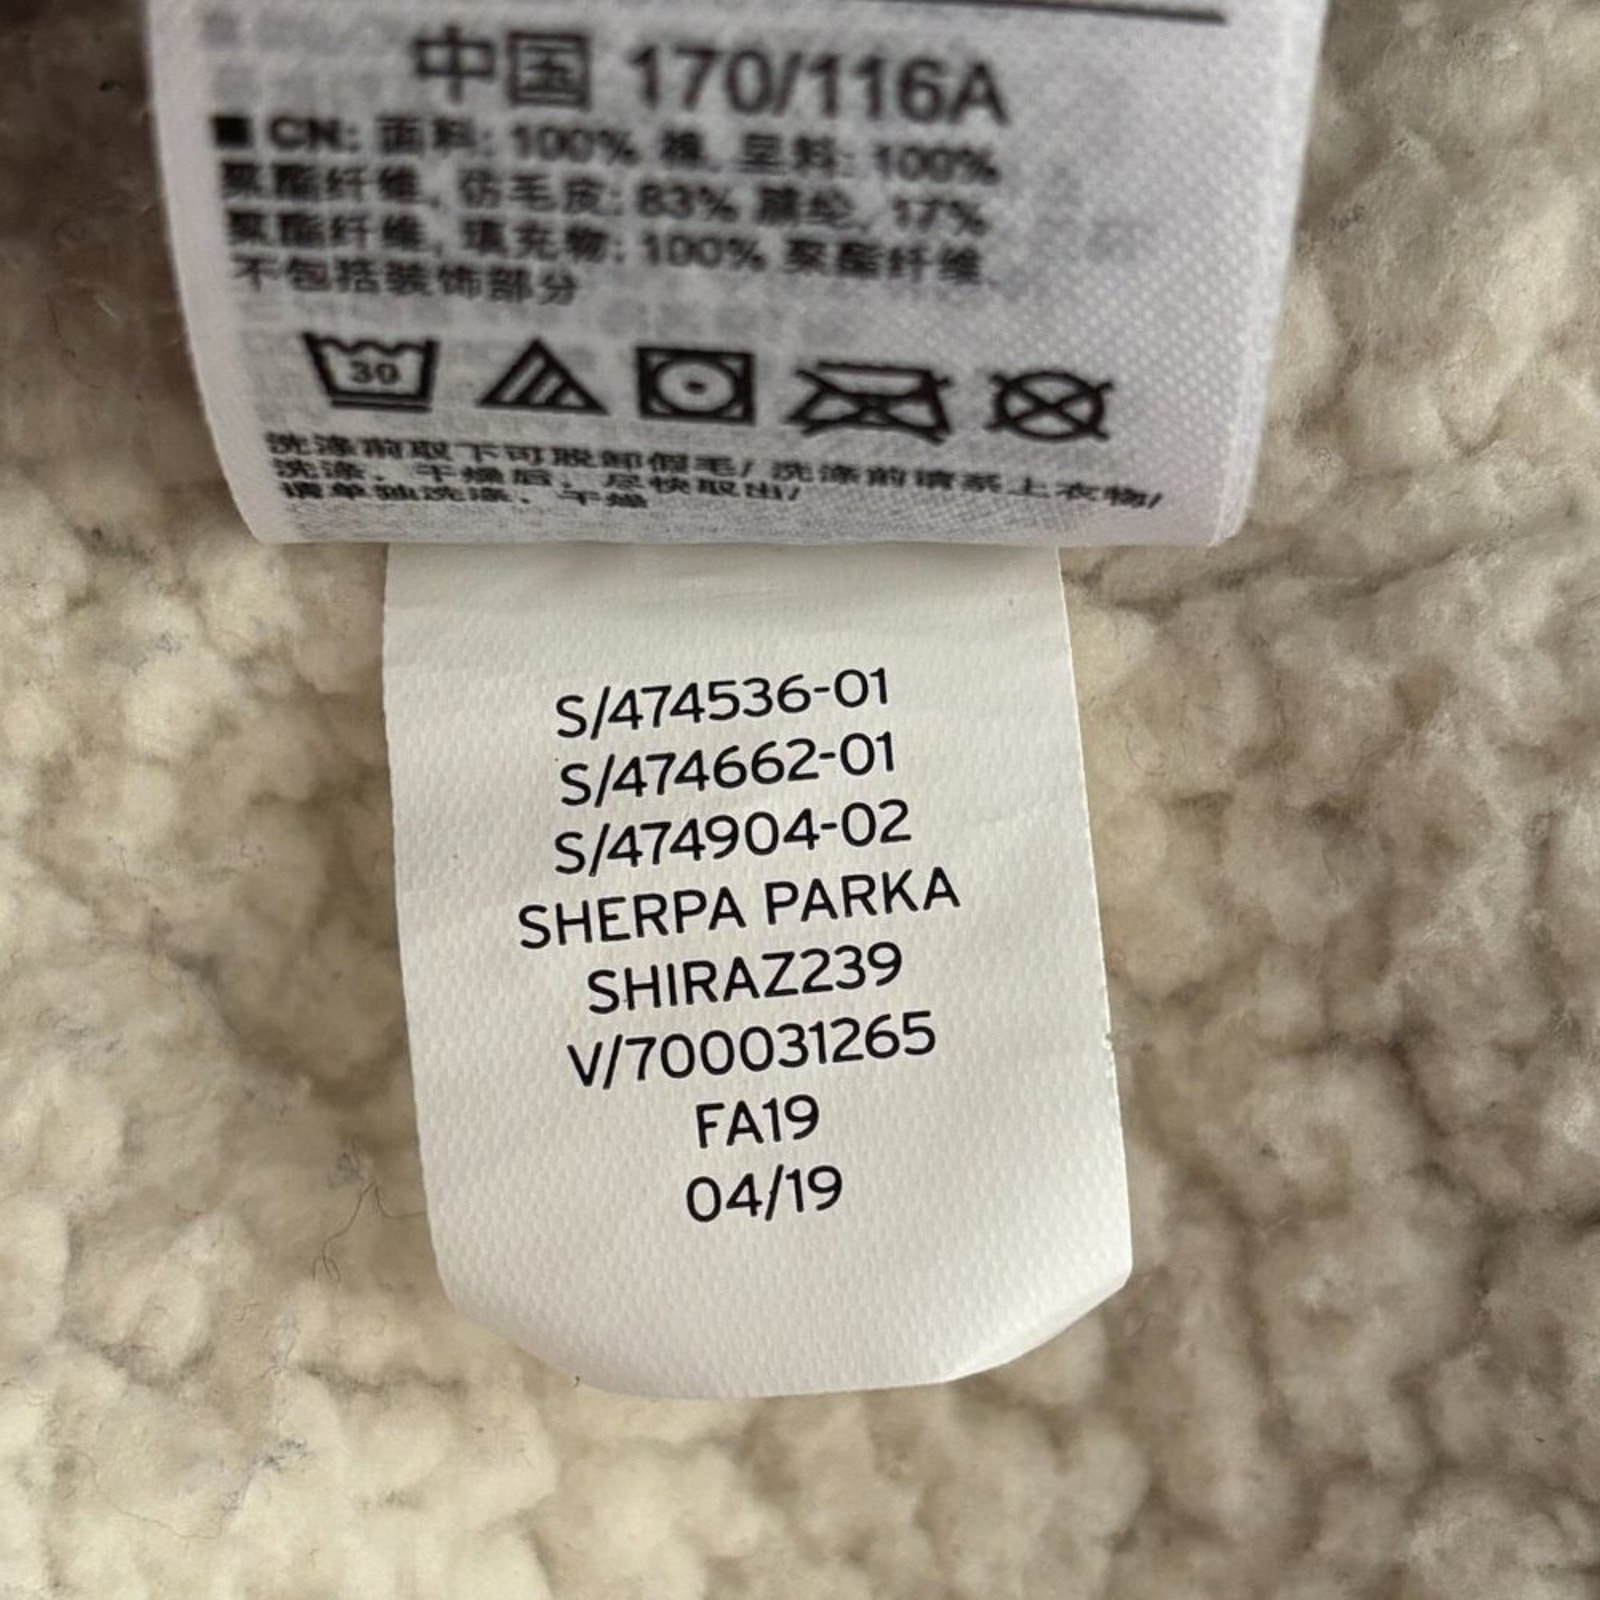 中国 170/116A
■ CN: 面料: 100% 棉, 里料: 100%
聚酯纤维, 仿毛皮: 83% 腈纶, 17%
聚酯纤维, 填充物: 100% 聚酯纤维,
不包括装饰部分
30
洗涤前取下可脱卸假毛/ 洗涤前请系上衣物/
洗涤、干燥后, 尽快取出/
请单独洗涤、干燥
S/474536-01
S/474662-01
S/474904-02
SHERPA PARKA
SHIRAZ239
V/700031265
FA19
04/19